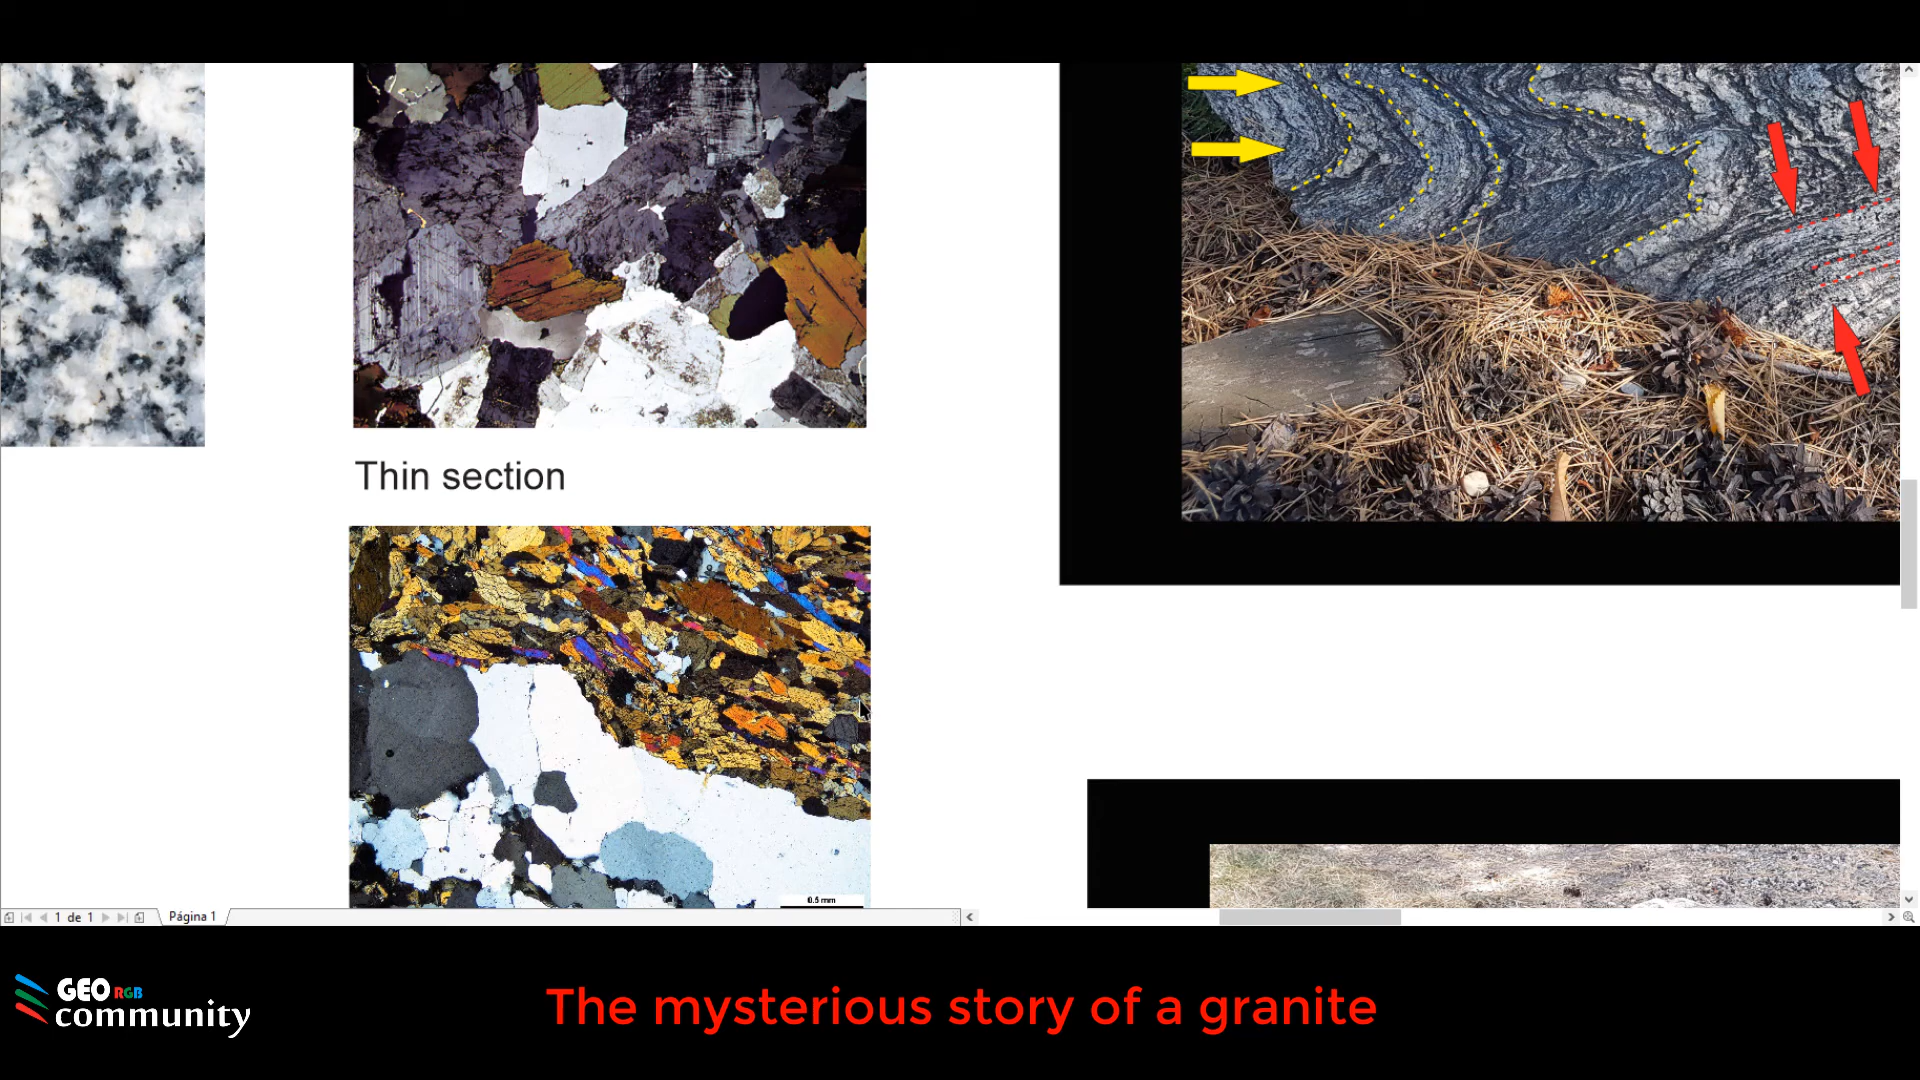 Thin section
0.5 mm
1 de 1
Página 1
GEO RGB
community
The mysterious story of a granite